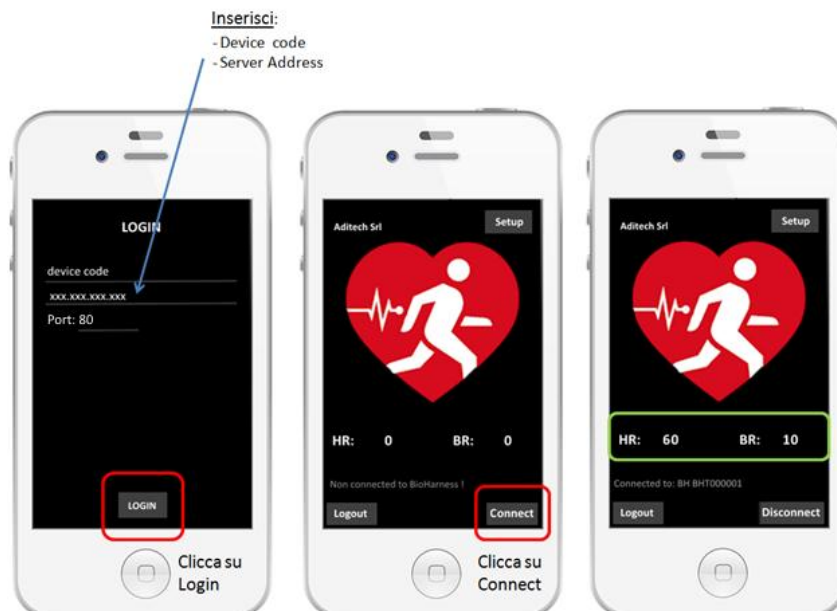 Inserisci:
- Device code
- Server Address
LOGIN
device code
xxx.xxx.xxx.xxx
Port: 80
LOGIN
Clicca su
Login
Aditech Srl
Setup
HR: 0 BR: 0
Non connected to BioHarness !
Logout
Connect
Clicca su
Connect
Aditech Srl
Setup
HR: 60 BR: 10
Connected to: BH BHT000001
Logout
Disconnect